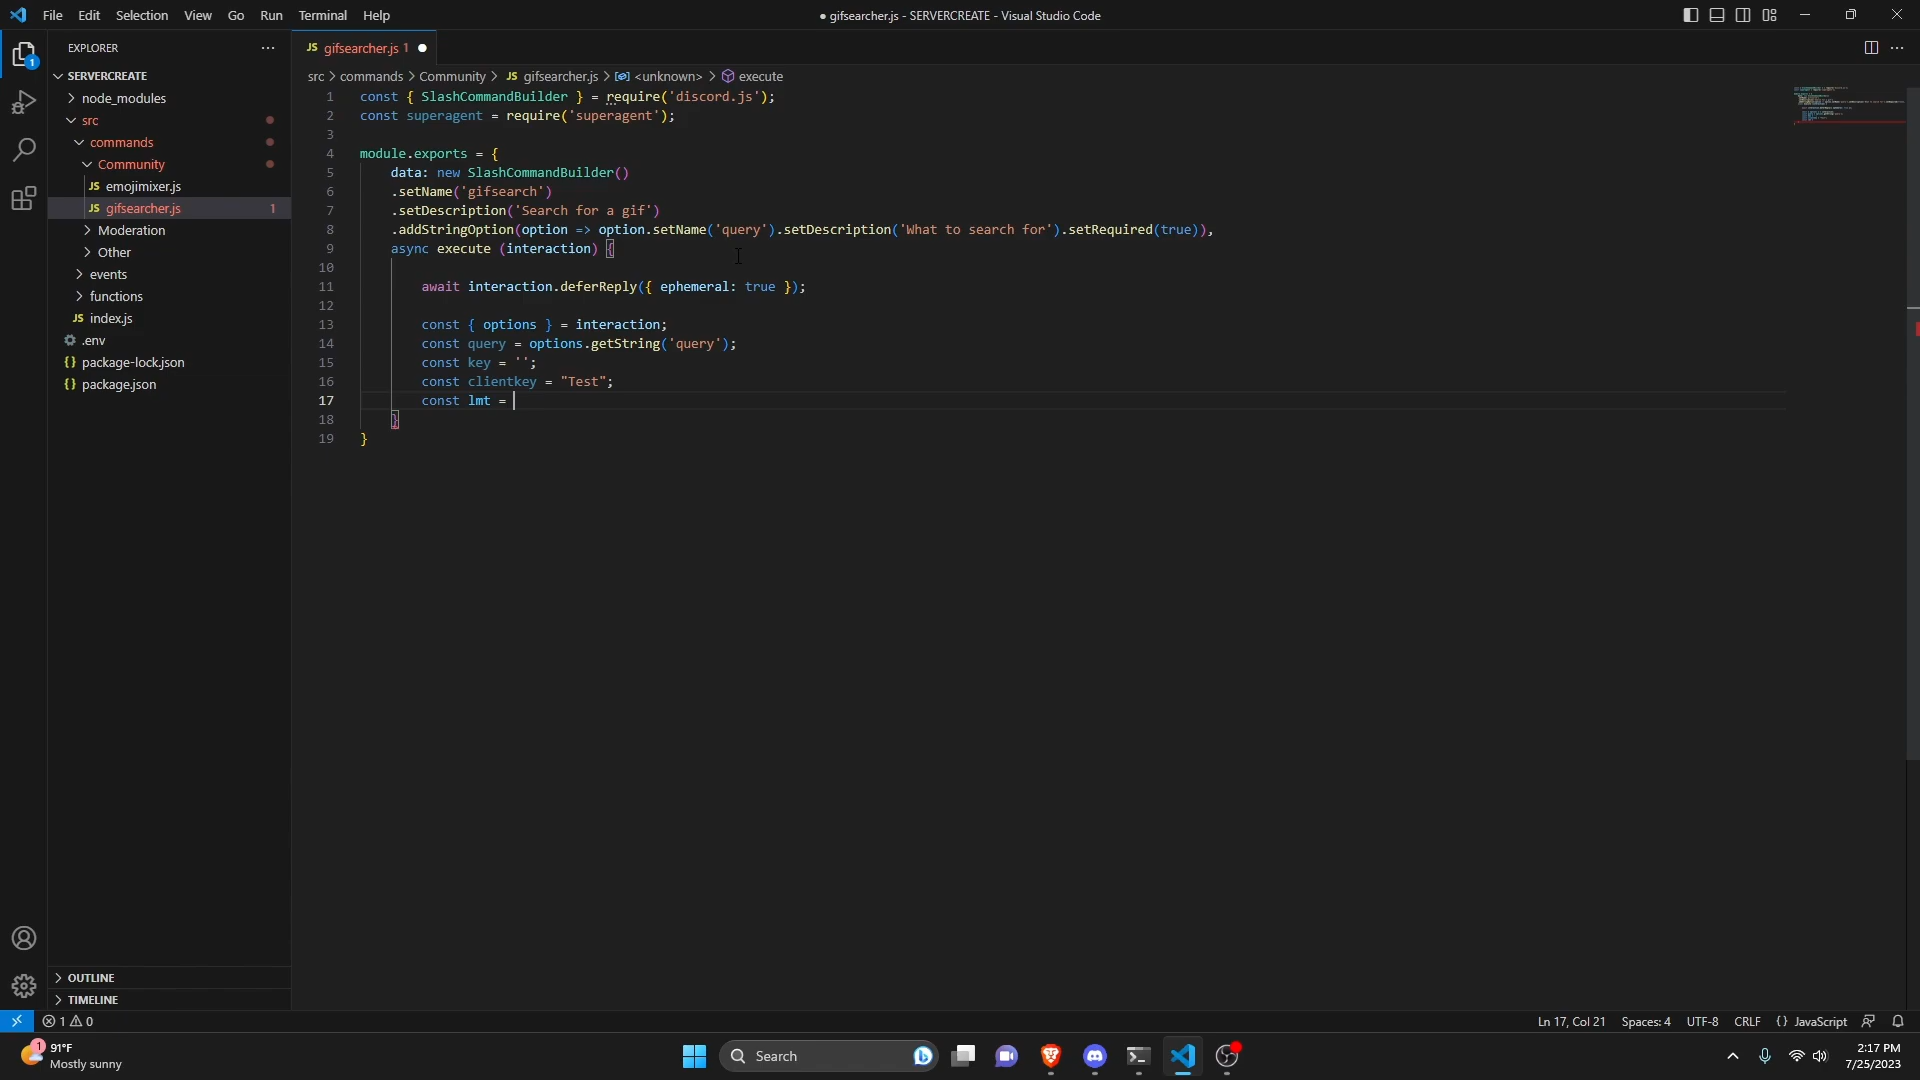 File Edit Selection View Go Run Terminal Help
● gifsearcher.js - SERVERCREATE - Visual Studio Code
EXPLORER
JS gifsearcher.js 1
src > commands > Community > JS gifsearcher.js > <unknown> > execute
SERVERCREATE
node_modules
src
commands
Community
JS emojimixer.js
JS gifsearcher.js 1
Moderation
Other
events
functions
JS index.js
.env
{} package-lock.json
{} package.json
OUTLINE
TIMELINE
1 const { SlashCommandBuilder } = require('discord.js');
2 const superagent = require('superagent');
3
4 module.exports = {
5 data: new SlashCommandBuilder()
6 .setName('gifsearch')
7 .setDescription('Search for a gif')
8 .addStringOption(option => option.setName('query').setDescription('What to search for').setRequired(true)),
9 async execute (interaction) {
10
11 await interaction.deferReply({ ephemeral: true });
12
13 const { options } = interaction;
14 const query = options.getString('query');
15 const key = '';
16 const clientkey = "Test";
17 const lmt =
18 }
19 }
1 0
Ln 17, Col 21 Spaces: 4 UTF-8 CRLF {} JavaScript
1
91°F
Mostly sunny
Search
2:17 PM
7/25/2023